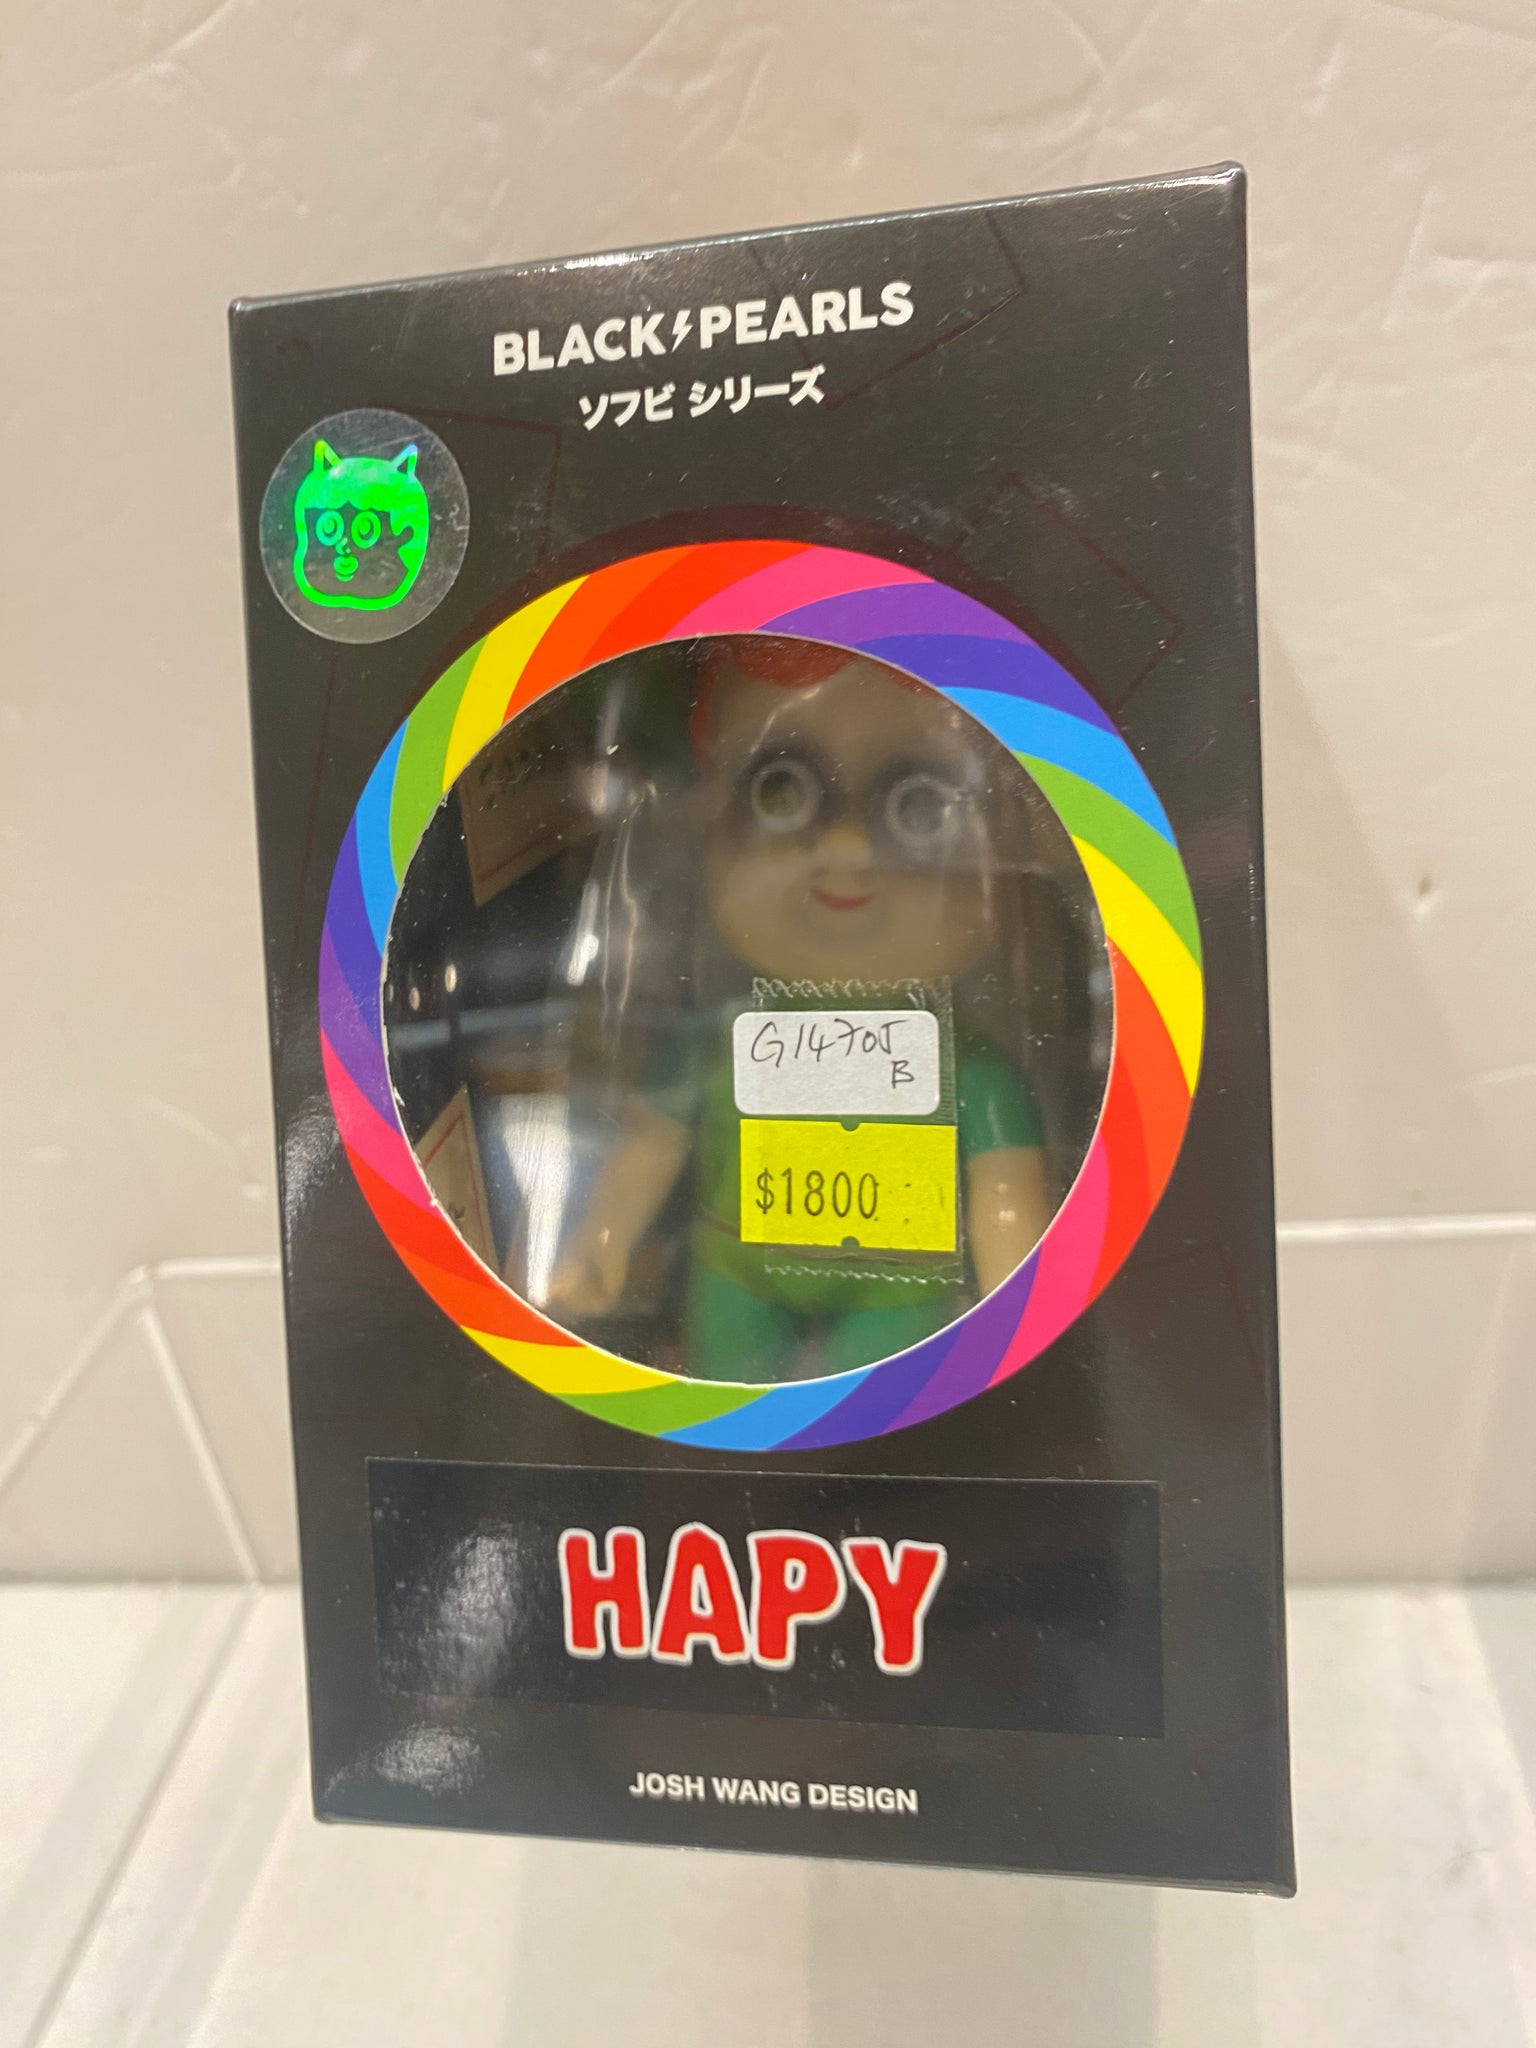 BLACK⚡PEARLS
ソフビ シリーズ
G1470J
B
$1800
HAPY
JOSH WANG DESIGN